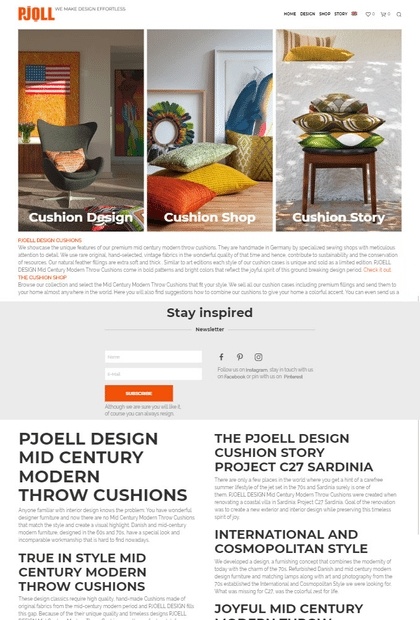 PJOLL WE MAKE DESIGN EFFORTLESS
HOME DESIGN SHOP STORY 0 0
Cushion Design
Cushion Shop
Cushion Story
PJOELL DESIGN CUSHIONS
We showcase the unique features of our premium mid century modern throw cushions. They are handmade in Germany by specialized sewing shops with meticulous
attention to detail. We use rare original, hand-selected, vintage fabrics in the wonderful quality of that time and hence, contribute to sustainability and the conservation
of resources. Our natural feather fillings are extra soft and thick. Similar to art editions each style of our cushion cases is unique and sold as a limited edition. PJOELL
DESIGN Mid Century Modern Throw Cushions come in bold patterns and bright colors that reflect the joyful spirit of this ground breaking design period. Check it out.
THE CUSHION SHOP
Browse our collection and select the Mid Century Modern Cushions that fit your style. We sell all our cushion cases including premium fillings and send them to
your home almost anywhere in the world. Here you will also find suggestions how to combine our cushions to give your home a colorful accent. You can even send us a
Stay inspired
Newsletter
Name
E-mail
SUBSCRIBE
Although we are sure you will like it,
of course you can always resign.
Follow us on Instagram, stay in touch with us
on Facebook or pin with us on Pinterest
PJOELL DESIGN
MID CENTURY
MODERN
THROW CUSHIONS
Anyone familiar with interior design knows the problem. You have wonderful
designer furniture and now there are no Mid Century Modern Throw Cushions
that match the style and create a visual highlight. Danish and mid-century
modern furniture, designed in the 60s and 70s, have a special look and
incomparable workmanship that is hard to find nowadays.
TRUE IN STYLE MID
CENTURY MODERN
THROW CUSHIONS
These design classics require high quality, hand-made Cushions made of
original fabrics from the mid-century modern period and PJOELL DESIGN fills
this gap. Because of the unique quality and timeless designs PJOELL
THE PJOELL DESIGN
CUSHION STORY
PROJECT C27 SARDINIA
There are only a few places in the world where you get a hint of a carefree
summer lifestyle of the jet set in the 70s and Sardinia surely is one of
them. PJOELL DESIGN Mid Century Modern Throw Cushions were created when
renovating a coastal villa in Sardinia: Project C27 Sardinia. Goal of the renovation
was to create a new exterior and interior design while preserving this timeless
spirit of joy.
INTERNATIONAL AND
COSMOPOLITAN STYLE
We developed a design, a furnishing concept that combines the modernity of
today with the charm of the 70s. Refurbished Danish and mid century modern
design furniture and matching lamps along with art and photography, from the
70s established the International and Cosmopolitan Style we were looking for.
What was missing for C27, was the colorful zest for life.
JOYFUL MID CENTURY